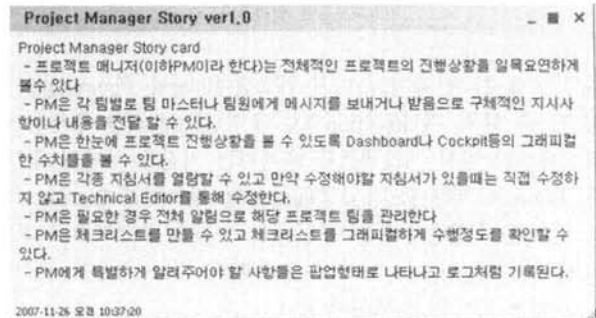 Project Manager Story ver1.0
Project Manager Story card
- 프로젝트 매니저(이하PM이라 한다)는 전체적인 프로젝트의 진행상황을 일목요연하게
볼수 있다
- PM은 각 팀별로 팀 마스터나 팀원에게 메시지를 보내거나 받음으로 구체적인 지시사
항이나 내용을 전달 할 수 있다.
- PM은 한눈에 프로젝트 진행상황을 볼 수 있도록 Dashboard나 Cockpit등의 그래피컬
한 수치들을 볼 수 있다.
- PM은 각종 지침서를 열람할 수 있고 만약 수정해야할 지침서가 있을때는 직접 수정하
지 않고 Technical Editor를 통해 수정한다.
- PM은 필요한 경우 전체 알림으로 해당 프로젝트 팀을 관리한다
- PM은 체크리스트를 만들 수 있고 체크리스트를 그래피컬하게 수행정도를 확인할 수
있다.
- PM에게 특별하게 알려주어야 할 사항들은 팝업형태로 나타나고 로그처럼 기록된다.
2007-11-26 오전 10:37:20